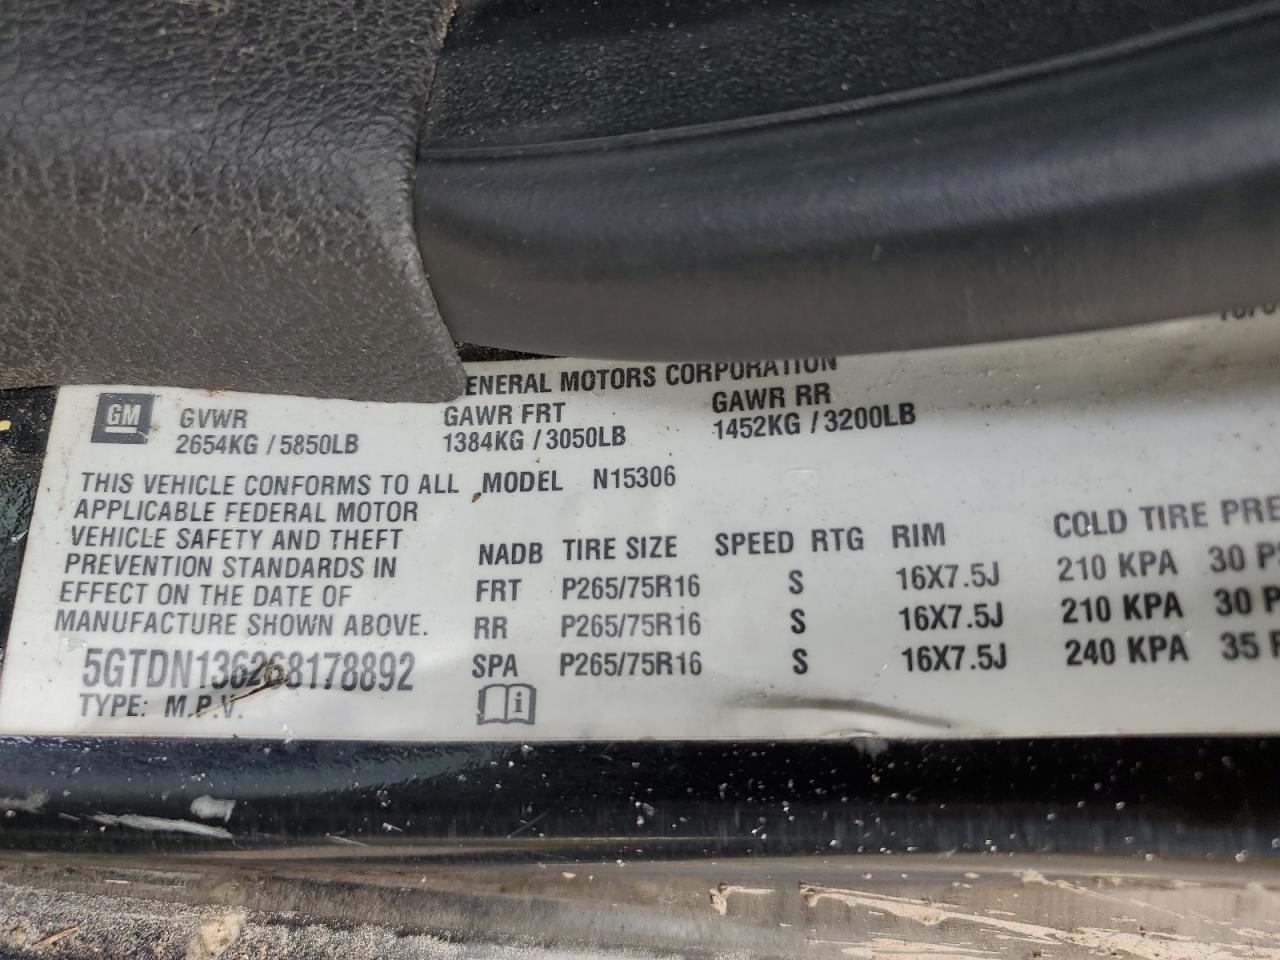 GENERAL MOTORS CORPORATION
GM GVWR GAWR FRT GAWR RR
2654KG / 5850LB 1384KG / 3050LB 1452KG / 3200LB
THIS VEHICLE CONFORMS TO ALL MODEL N15306
APPLICABLE FEDERAL MOTOR
VEHICLE SAFETY AND THEFT
PREVENTION STANDARDS IN
EFFECT ON THE DATE OF
MANUFACTURE SHOWN ABOVE.
5GTDN136268178892
TYPE: M.P.V.
NADB TIRE SIZE SPEED RTG RIM COLD TIRE PRE
FRT P265/75R16 S 16X7.5J 210 KPA 30 P
RR P265/75R16 S 16X7.5J 210 KPA 30
SPA P265/75R16 S 16X7.5J 240 KPA 35